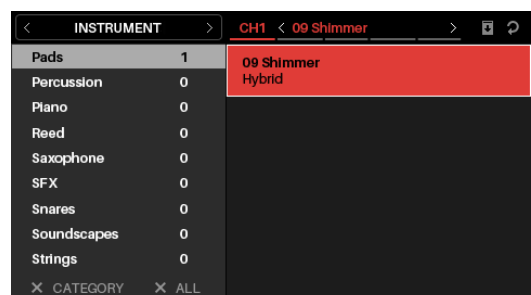 INSTRUMENT
CH1 09 Shimmer
Pads 1
Percussion 0
Piano 0
Reed 0
Saxophone 0
SFX 0
Snares 0
Soundscapes 0
Strings 0
CATEGORY ALL
09 Shimmer
Hybrid